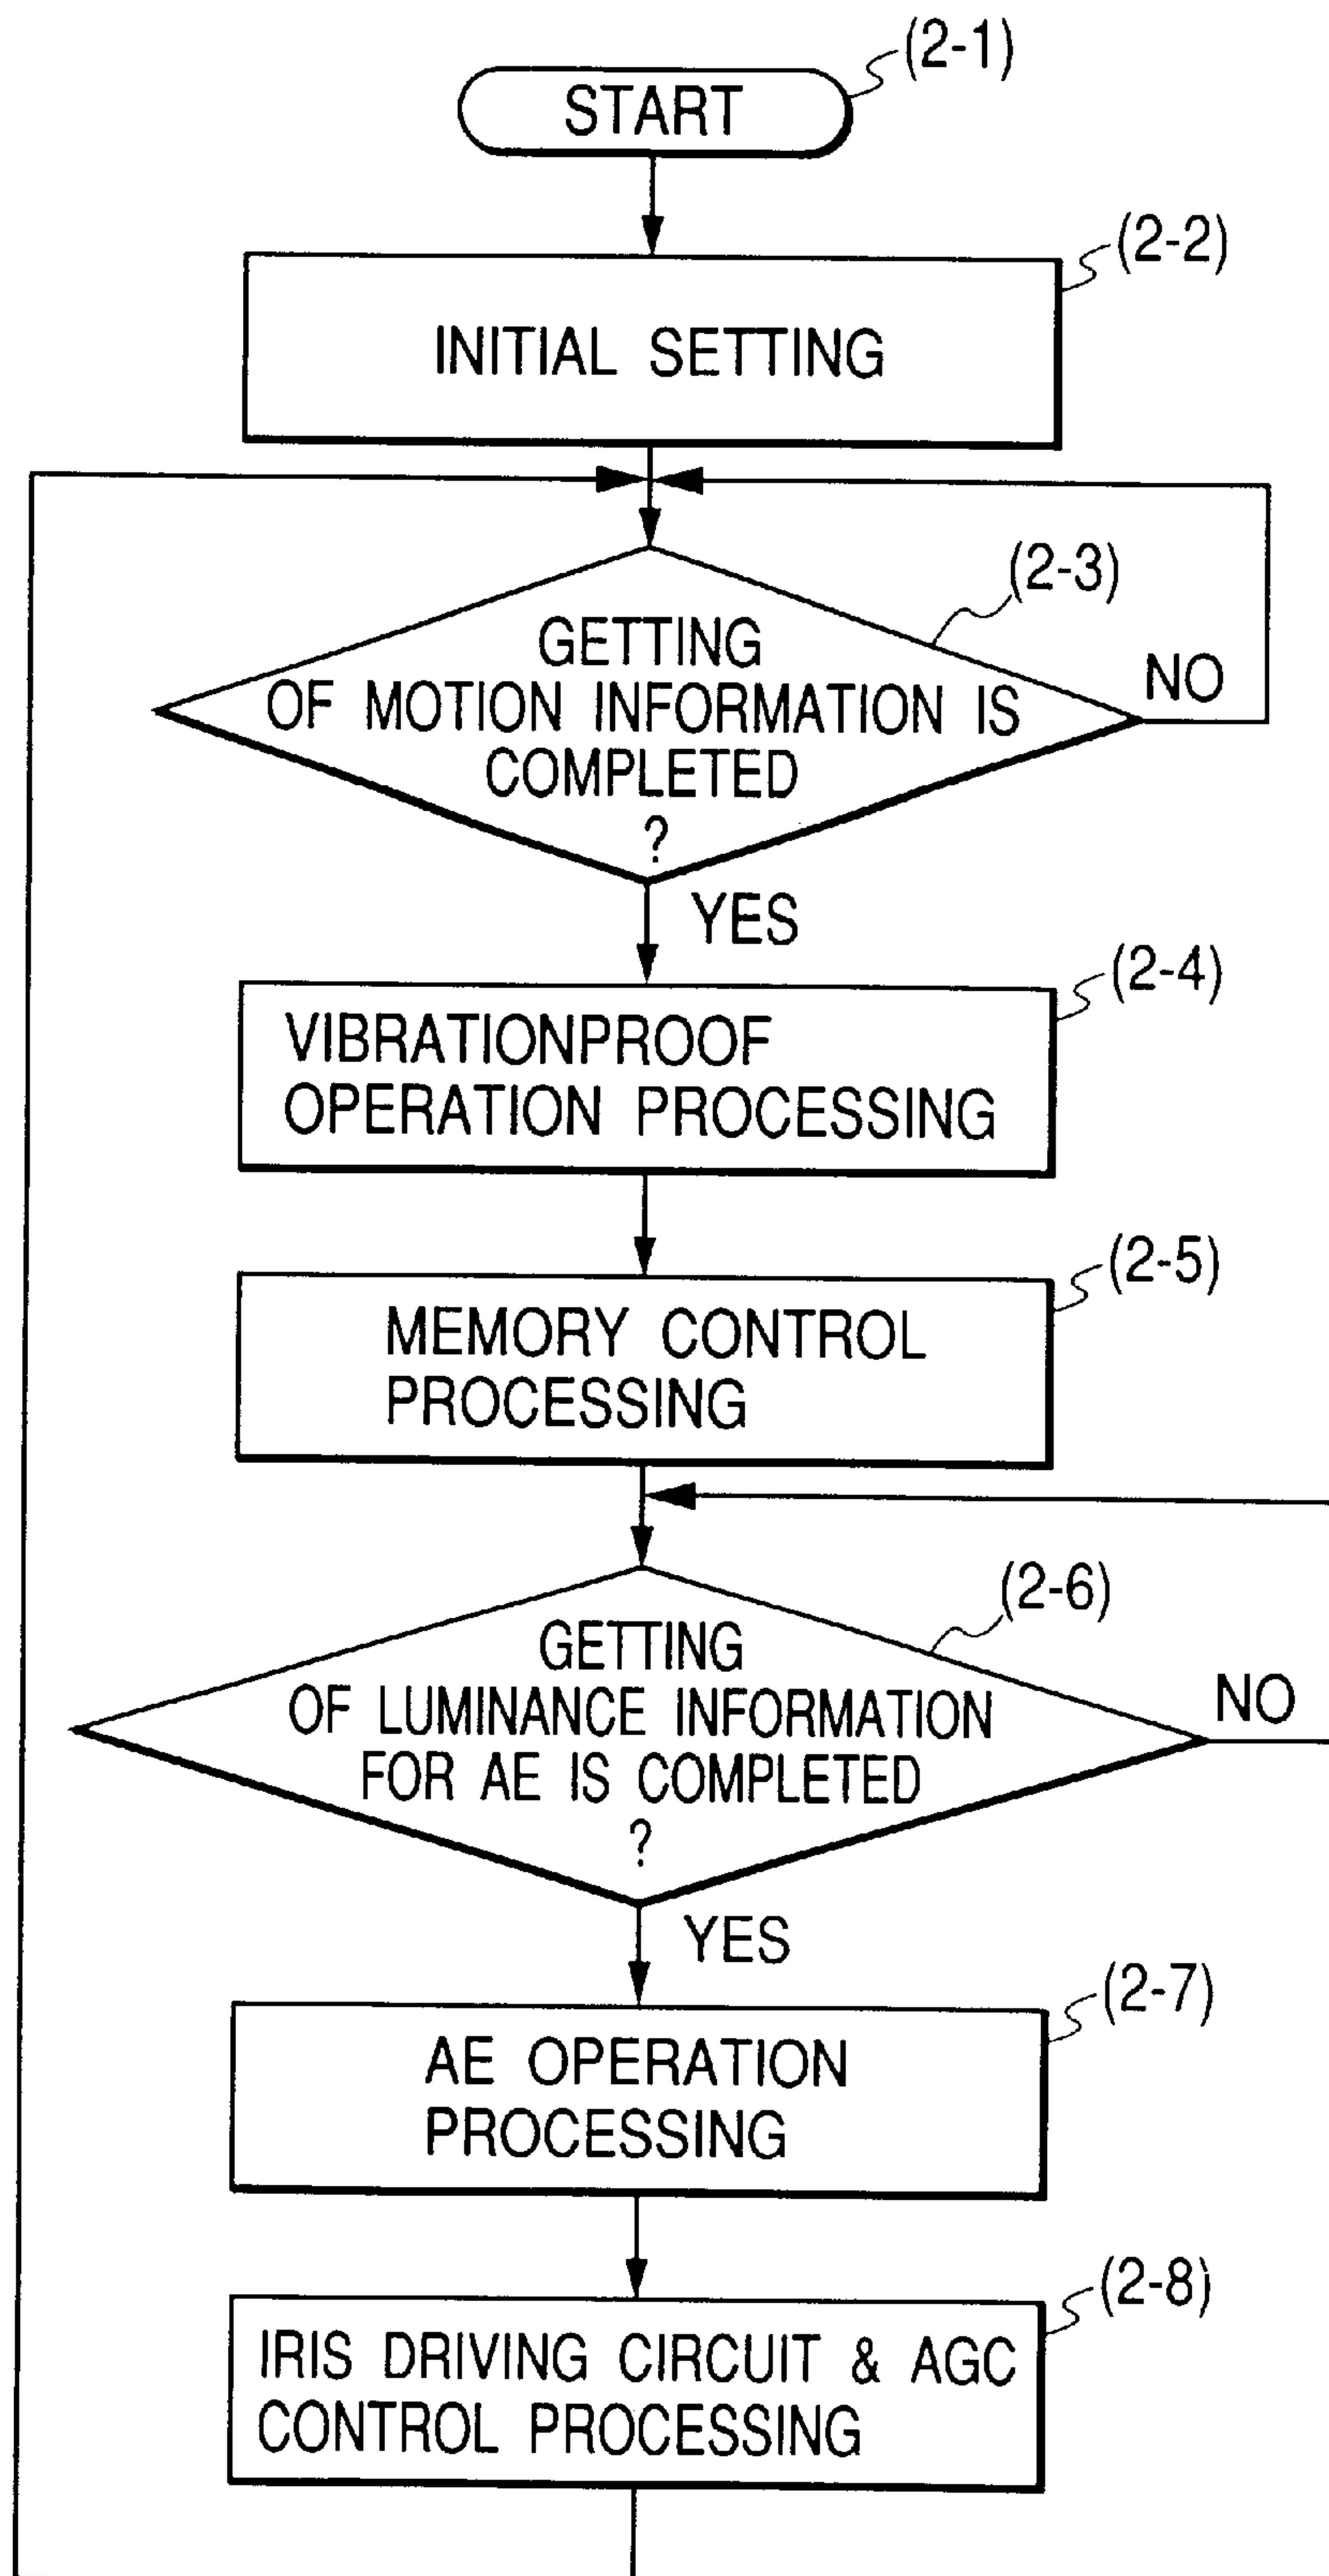 (2-1)
START
(2-2)
INITIAL SETTING
(2-3)
GETTING
OF MOTION INFORMATION IS
COMPLETED
?
NO
YES
(2-4)
VIBRATIONPROOF
OPERATION PROCESSING
(2-5)
MEMORY CONTROL
PROCESSING
(2-6)
GETTING
OF LUMINANCE INFORMATION
FOR AE IS COMPLETED
?
NO
YES
(2-7)
AE OPERATION
PROCESSING
(2-8)
IRIS DRIVING CIRCUIT & AGC
CONTROL PROCESSING